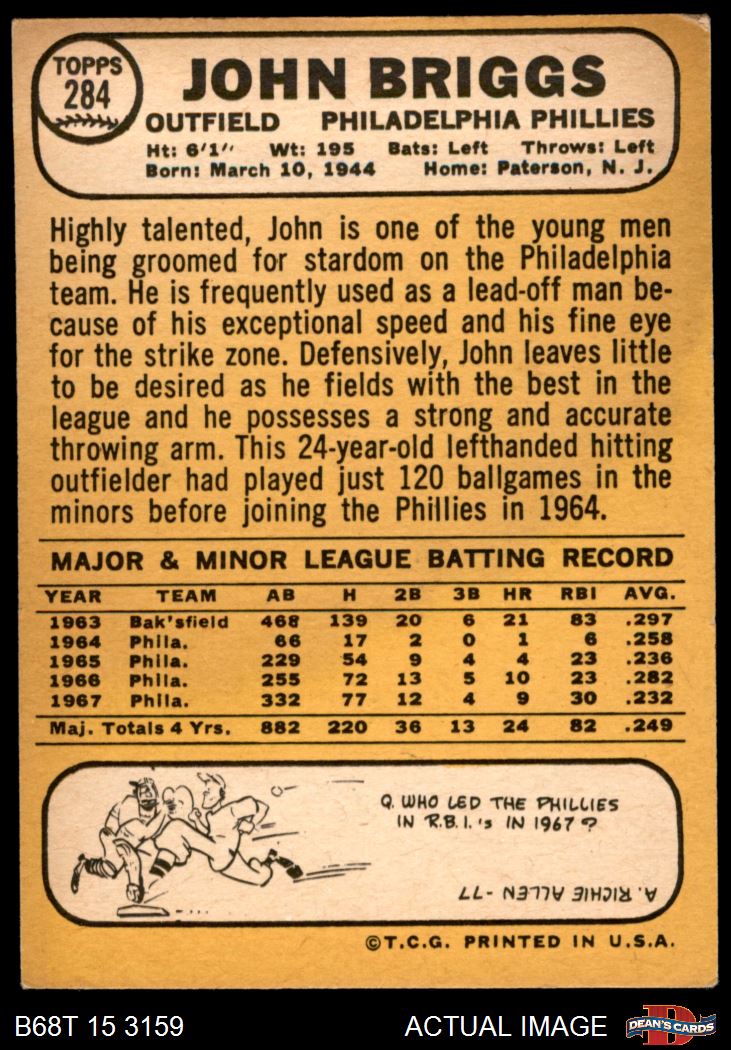 TOPPS
284
JOHN BRIGGS
OUTFIELD PHILADELPHIA PHILLIES
Ht: 6'1" Wt: 195 Bats: Left Throws: Left
Born: March 10, 1944 Home: Paterson, N. J.
Highly talented, John is one of the young men
being groomed for stardom on the Philadelphia
team. He is frequently used as a lead-off man be-
cause of his exceptional speed and his fine eye
for the strike zone. Defensively, John leaves little
to be desired as he fields with the best in the
league and he possesses a strong and accurate
throwing arm. This 24-year-old lefthanded hitting
outfielder had played just 120 ballgames in the
minors before joining the Phillies in 1964.
MAJOR & MINOR LEAGUE BATTING RECORD
YEAR TEAM AB H 2B 3B HR RBI AVG.
1963 Bak'sfield 468 139 20 6 21 83 .297
1964 Phila. 66 17 2 0 1 6 .258
1965 Phila. 229 54 9 4 4 23 .236
1966 Phila. 255 72 13 5 10 23 .282
1967 Phila. 332 77 12 4 9 30 .232
Maj. Totals 4 Yrs. 882 220 36 13 24 82 .249
Q. WHO LED THE PHILLIES
IN R.B.I.'s IN 1967?
A. RICHIE ALLEN -77
©T.C.G. PRINTED IN U.S.A.
B68T 15 3159 ACTUAL IMAGE
D
DEAN'S CARDS